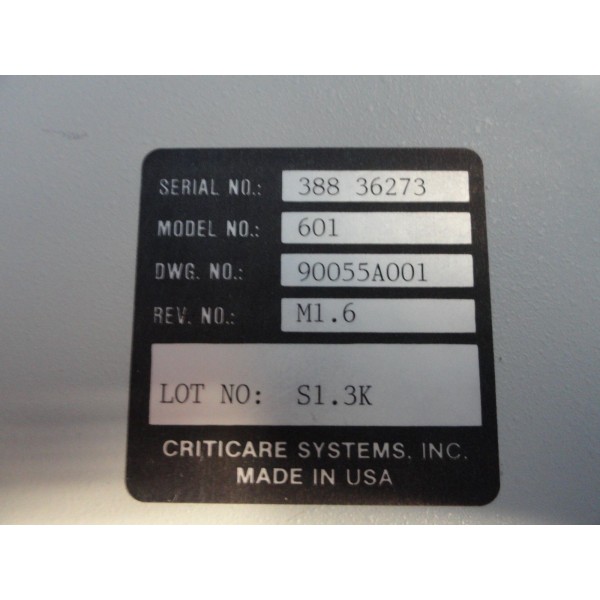 SERIAL NO.: 388 36273
MODEL NO.: 601
DWG. NO.: 90055A001
REV. NO.: M1.6
LOT NO: S1.3K
CRITICARE SYSTEMS, INC.
MADE IN USA